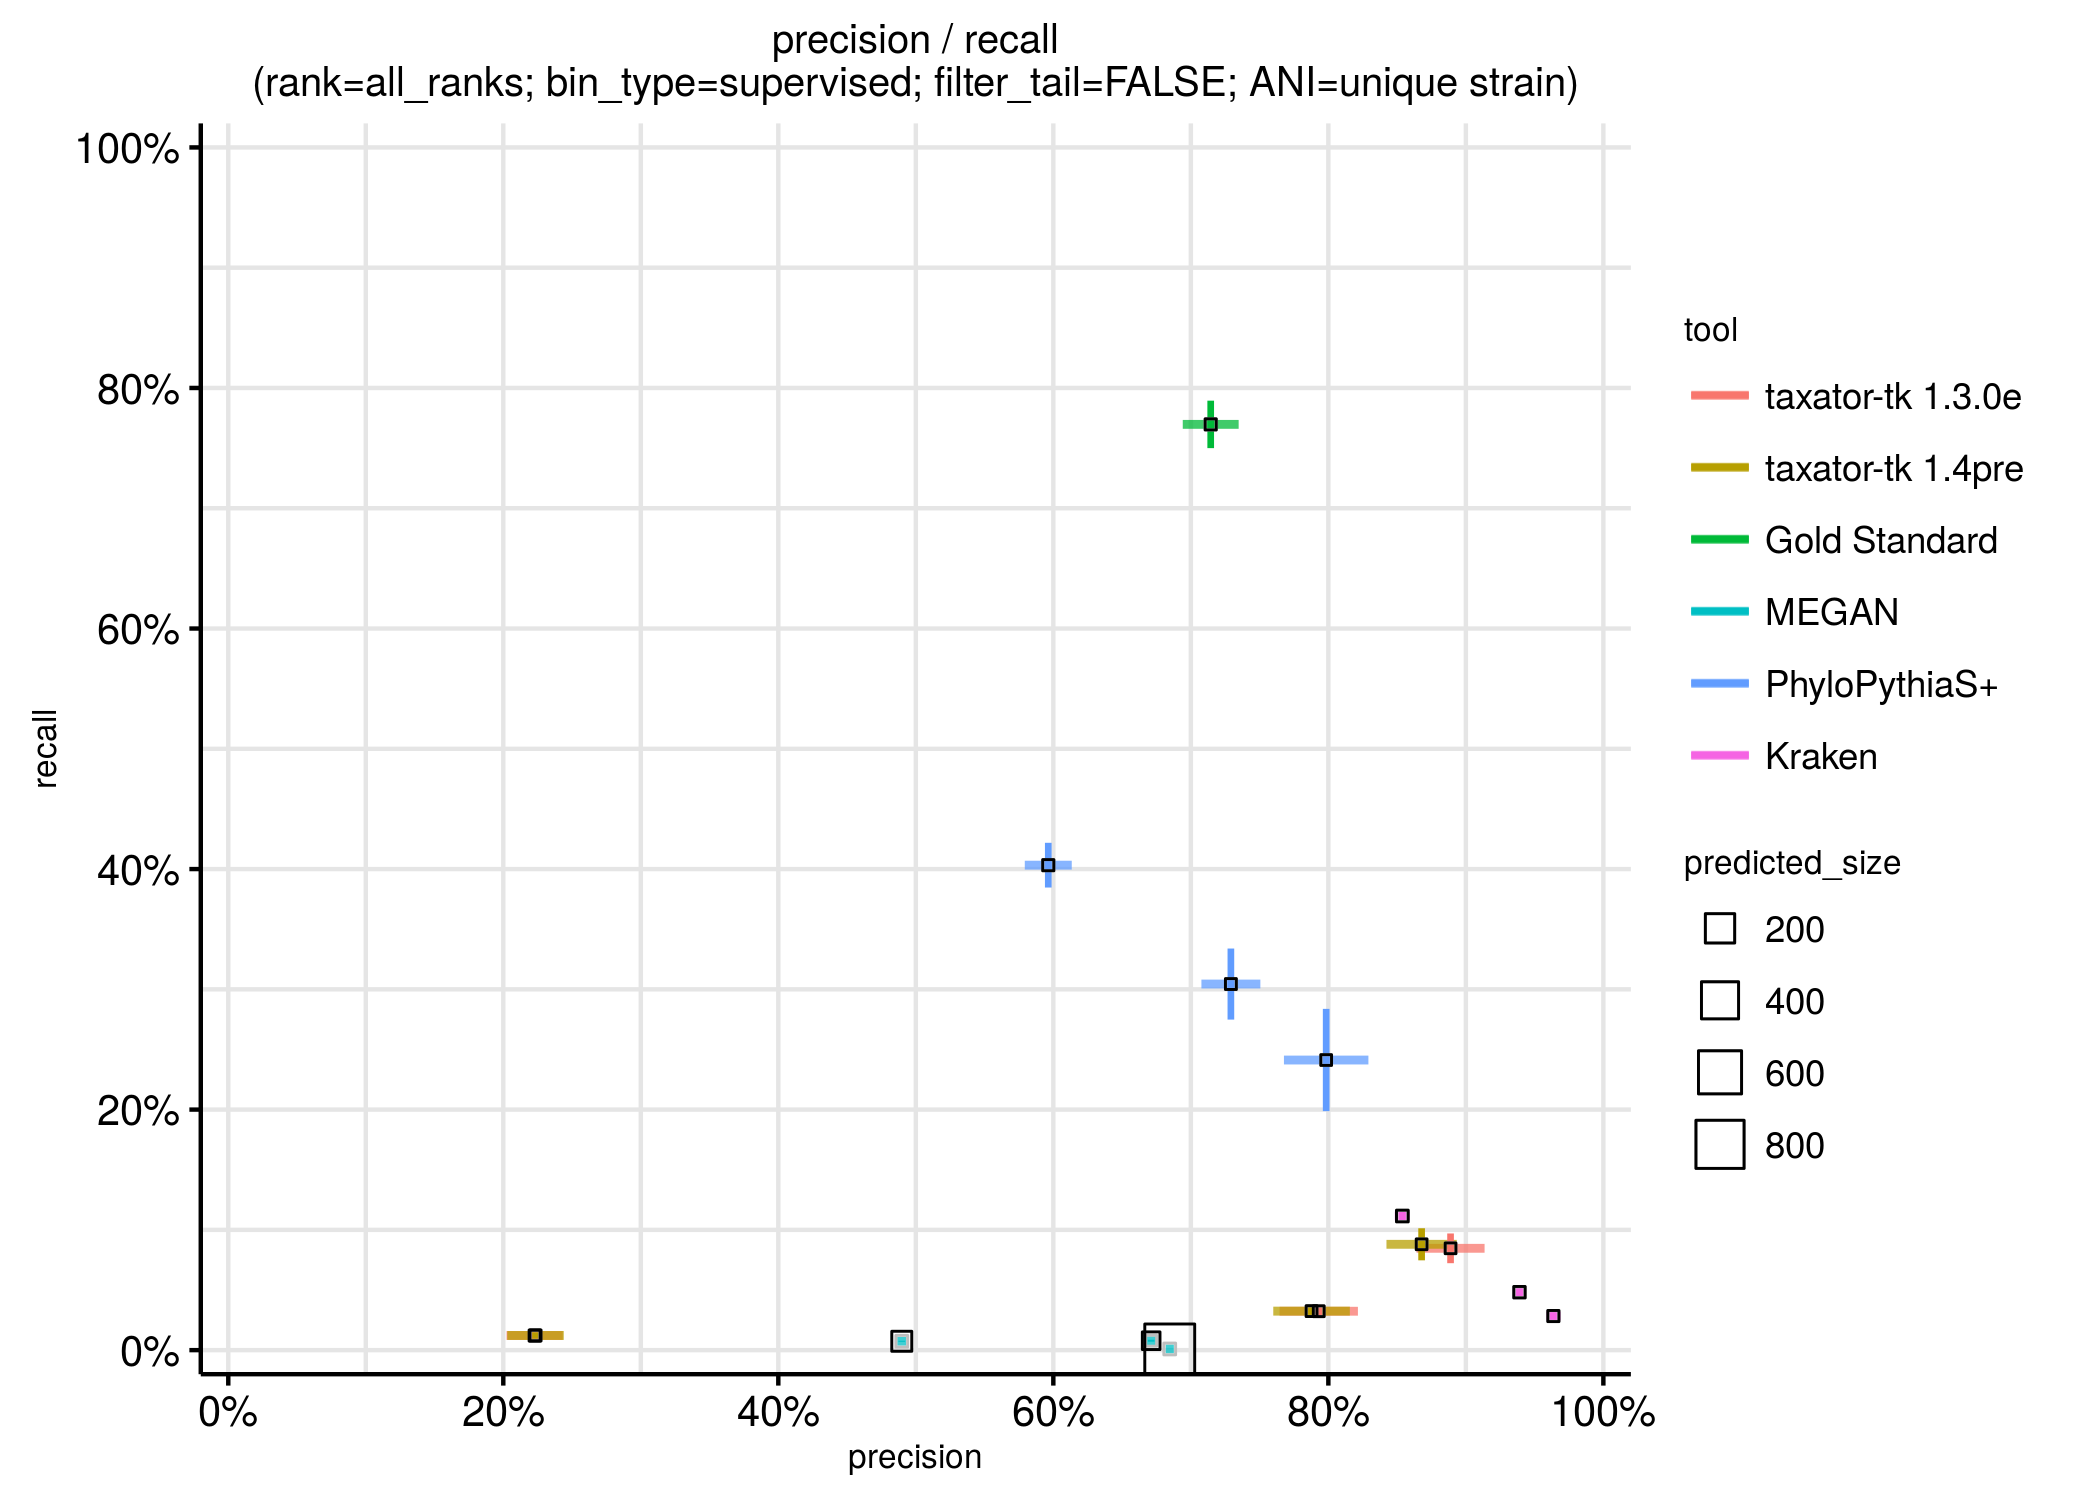 precision / recall
(rank=all_ranks; bin_type=supervised; filter_tail=FALSE; ANI=unique strain)
100%
80%
60%
40%
20%
0%
recall
0%
20%
40%
60%
80%
100%
precision
tool
taxator-tk 1.3.0e
taxator-tk 1.4pre
Gold Standard
MEGAN
PhyloPythiaS+
Kraken
predicted_size
200
400
600
800